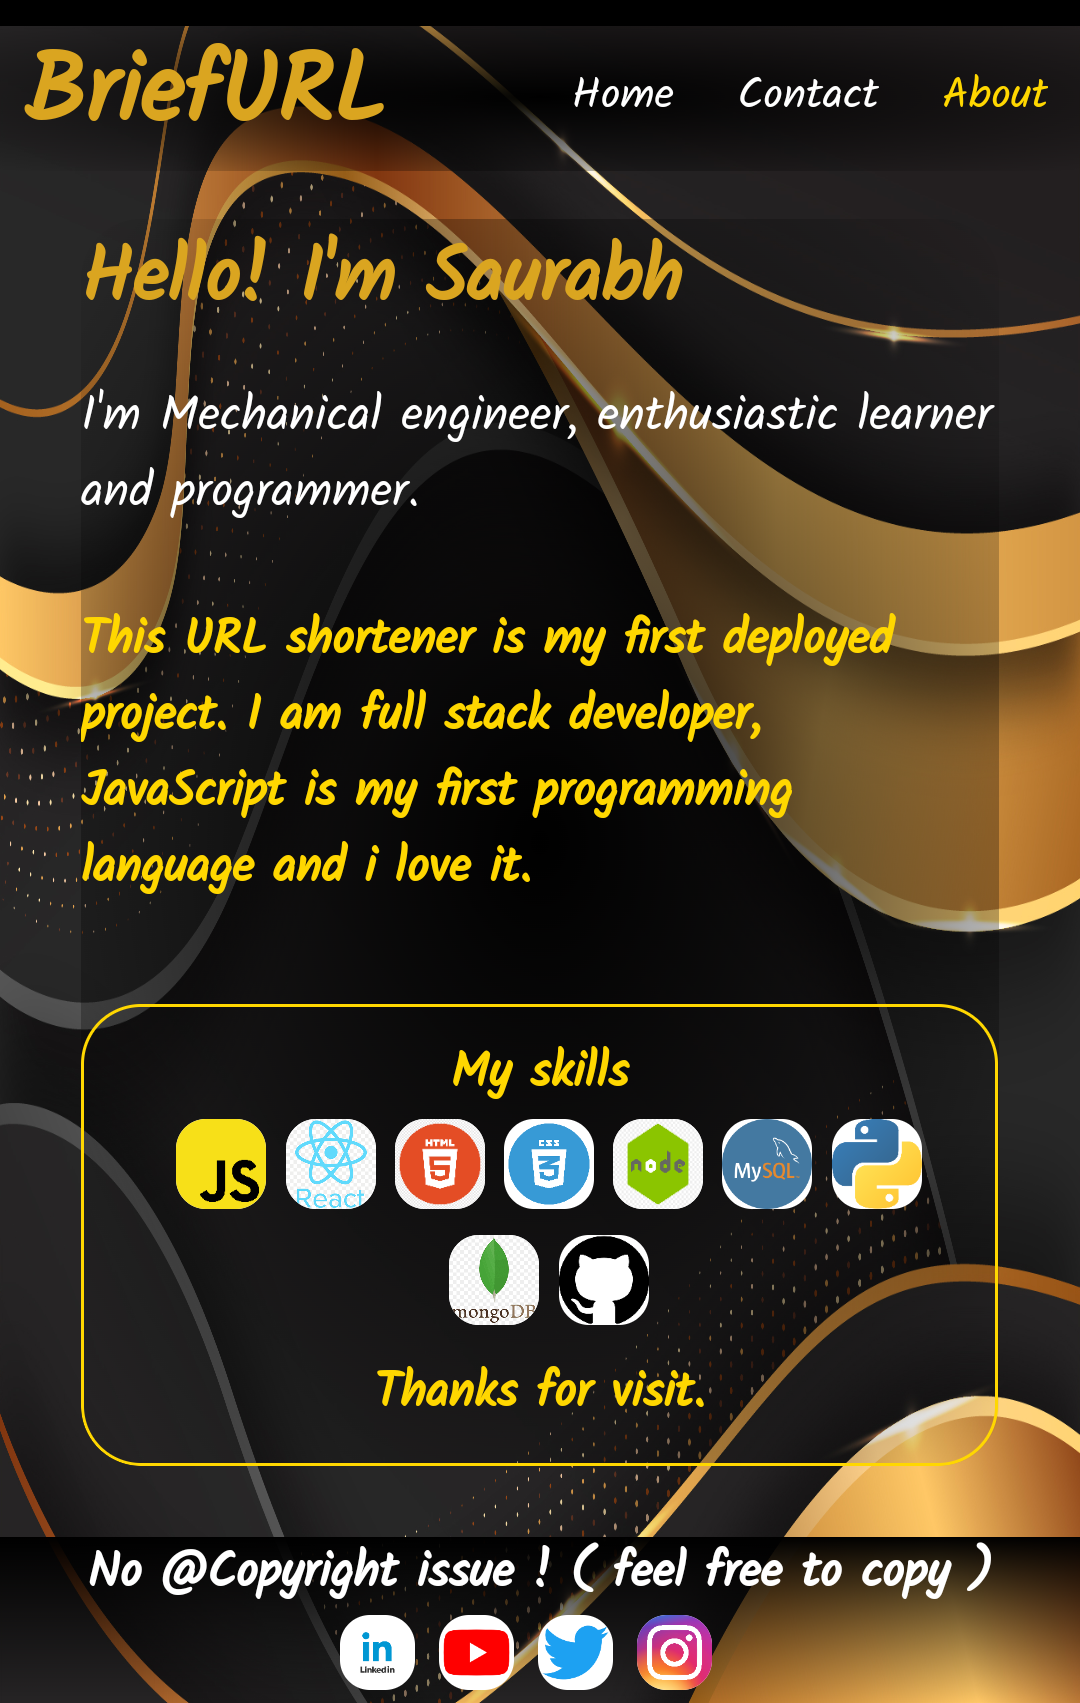 BriefURL
Home Contact About
Hello! I'm Saurabh
I'm Mechanical engineer, enthusiastic learner
and programmer.
This URL shortener is my first deployed
project. I am full stack developer,
JavaScript is my first programming
language and i love it.
My skills
JS React HTML 5 CSS 3 node MySQL
mongoDB
Thanks for visit.
No @Copyright issue ! ( feel free to copy )
in
Linkedin